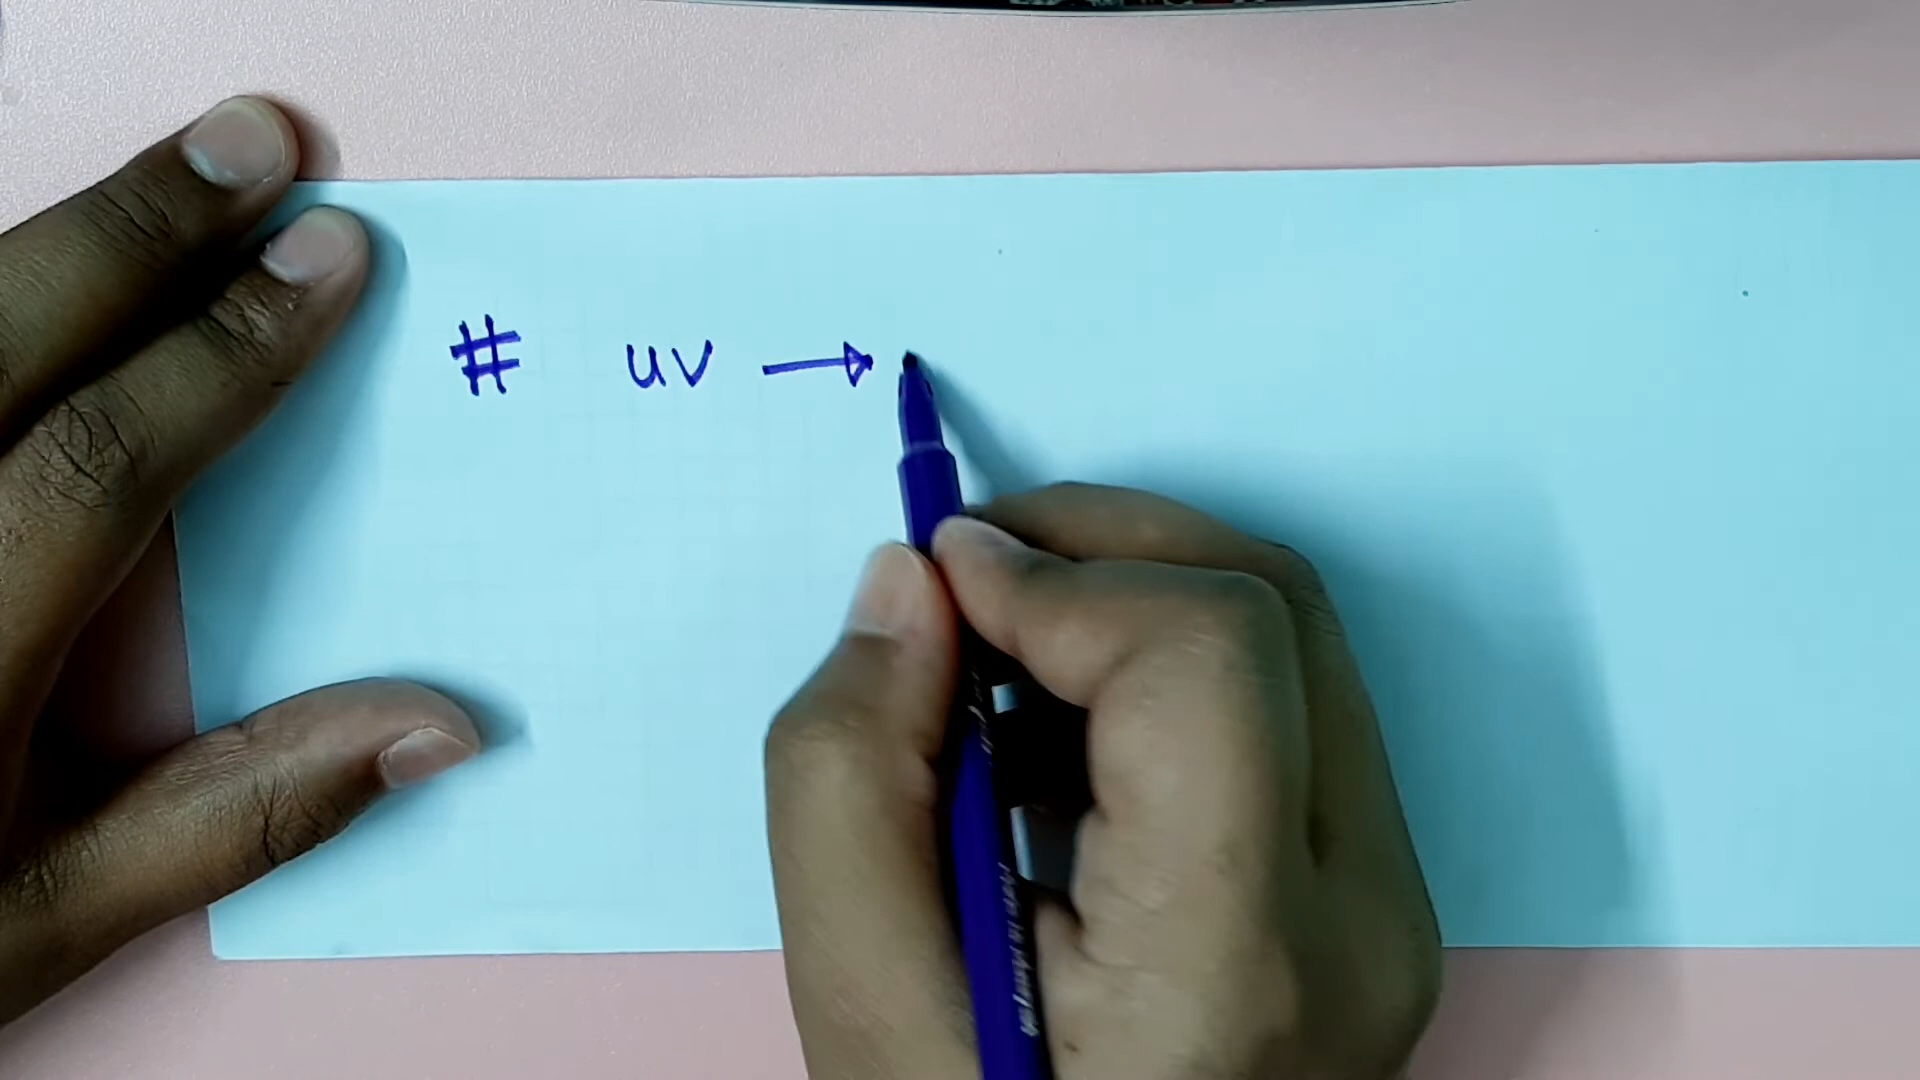 # uv →